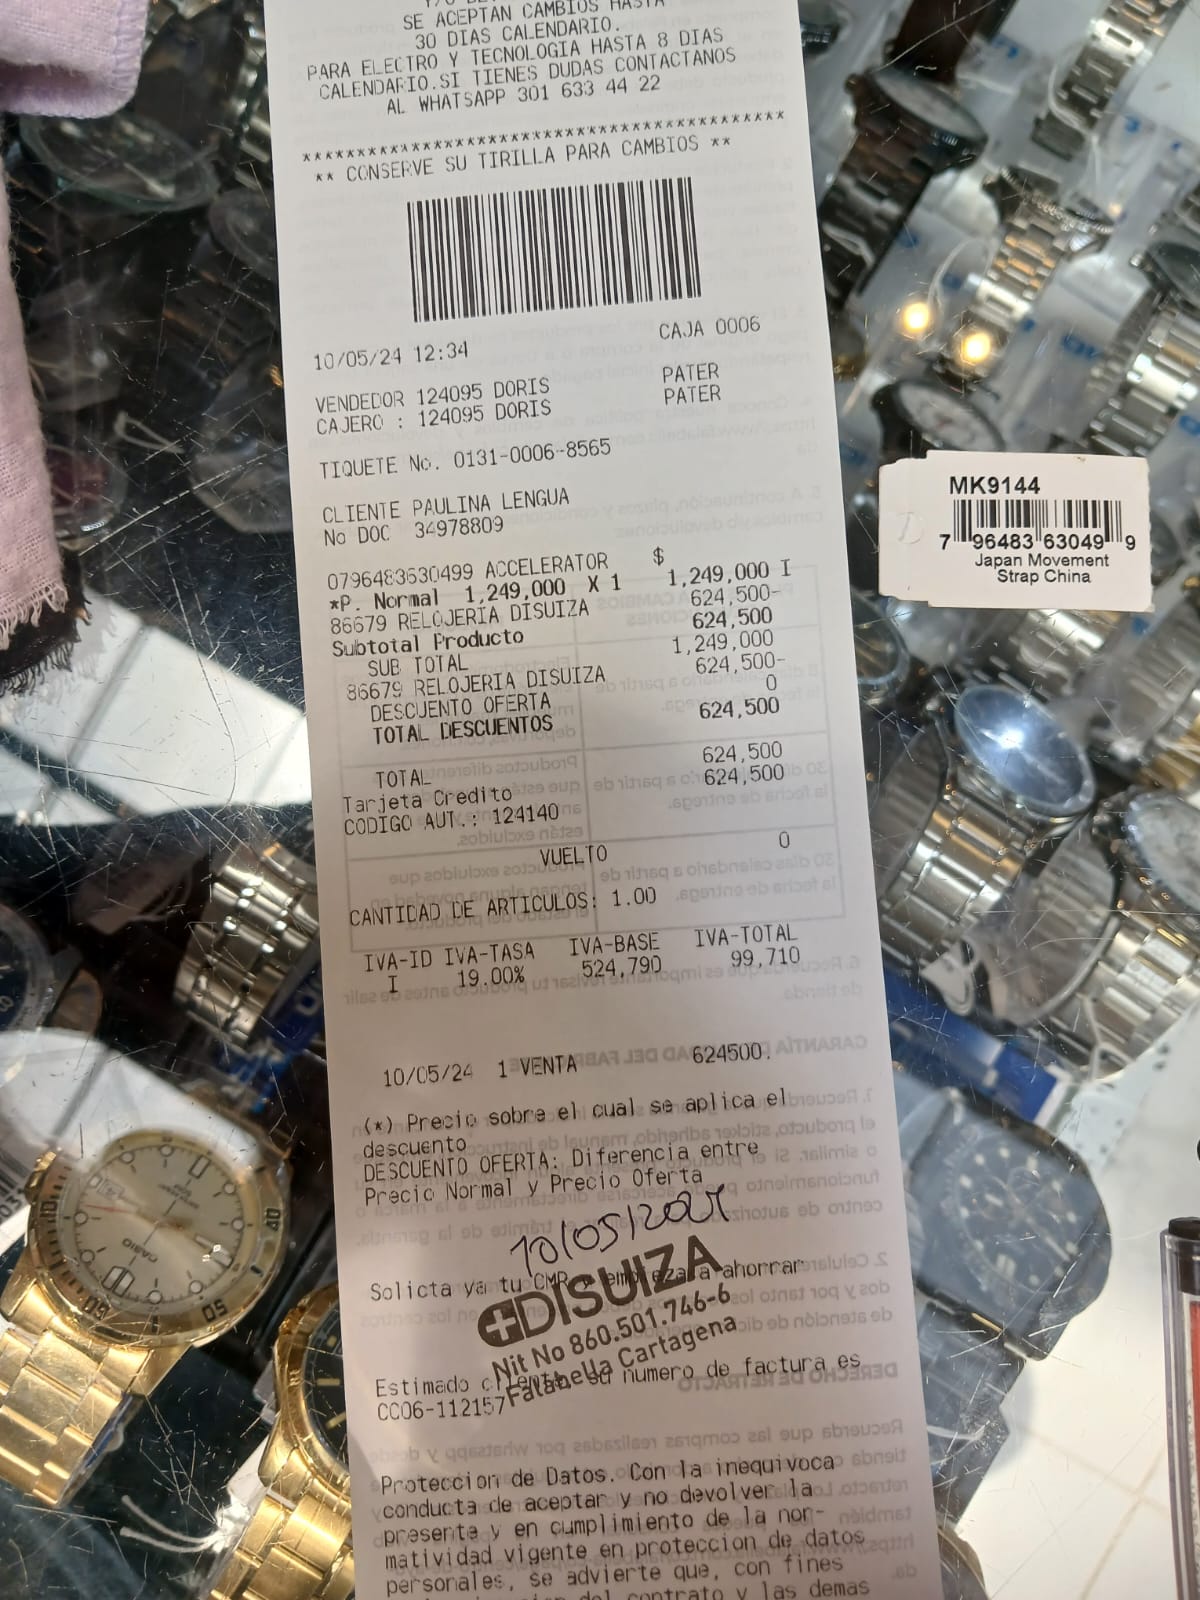 SE ACEPTAN CAMBIOS HASTA
30 DIAS CALENDARIO.
PARA ELECTRO Y TECNOLOGIA HASTA 8 DIAS
CALENDARIO.SI TIENES DUDAS CONTACTANOS
AL WHATSAPP 301 633 44 22
** CONSERVE SU TIRILLA PARA CAMBIOS **
10/05/24 12:34 CAJA 0006
VENDEDOR 124095 DORIS PATER
CAJERO : 124095 DORIS PATER
TIQUETE No. 0131-0006-8565
CLIENTE PAULINA LENGUA
No DOC 34978809
$
0796483630499 ACCELERATOR 1,249,000 I
*P. Normal 1,249,000 X 1
86679 RELOJERIA DISUIZA 624,500-
Subtotal Producto 624,500
SUB TOTAL 1,249,000
86679 RELOJERIA DISUIZA 624,500-
DESCUENTO OFERTA 0
TOTAL DESCUENTOS 624,500
TOTAL 624,500
Tarjeta Credito 624,500
CODIGO AUT.: 124140
VUELTO 0
CANTIDAD DE ARTICULOS: 1.00
IVA-ID IVA-TASA IVA-BASE IVA-TOTAL
I 19.00% 524,790 99,710
10/05/24 1 VENTA 624500.
(*) Precio sobre el cual se aplica el
descuento
DESCUENTO OFERTA: Diferencia entre
Precio Normal y Precio Oferta
10/05/2024
Solicta ya tu CMR y empieza a ahorrar
DISUIZA
Nit No 860.501.746-6
Falabella Cartagena
Estimado cliente su numero de factura es
CC06-112157
Proteccion de Datos. Con la inequivoca
conducta de aceptar y no devolver la
presente y en cumplimiento de la nor-
matividad vigente en proteccion de datos
personales, se advierte que, con fines
del contrato y las demas
MK9144
7 96483 63049 9
Japan Movement
Strap China
CASIO